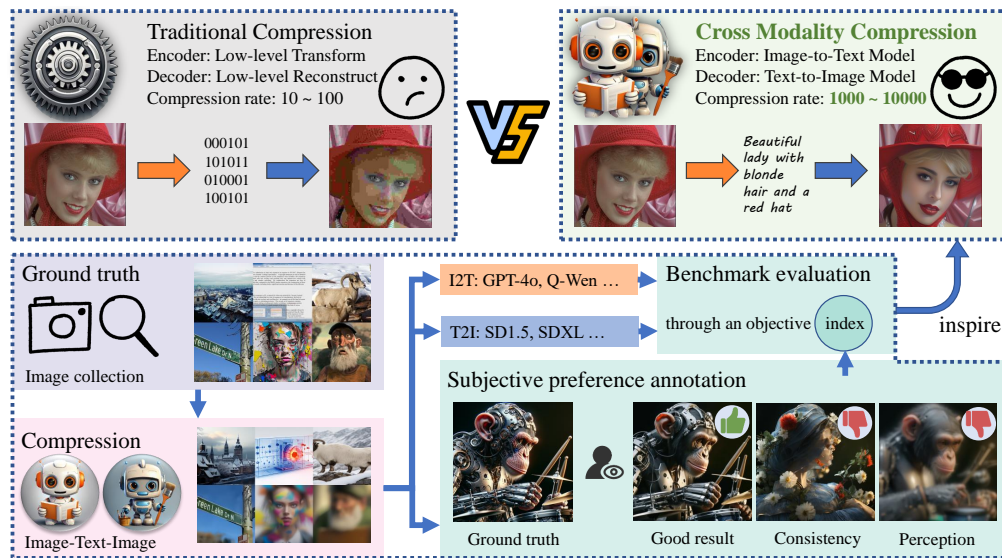 Traditional Compression
Encoder: Low-level Transform
Decoder: Low-level Reconstruct
Compression rate: 10 ~ 100
000101
101011
010001
100101
VS
Cross Modality Compression
Encoder: Image-to-Text Model
Decoder: Text-to-Image Model
Compression rate: 1000 ~ 10000
Beautiful
lady with
blonde
hair and a
red hat
Ground truth
Image collection
Green Lake Dr N
I2T: GPT-4o, Q-Wen …
T2I: SD1.5, SDXL …
Benchmark evaluation
through an objective index
inspire
Compression
Image-Text-Image
Subjective preference annotation
Ground truth
Good result
Consistency
Perception